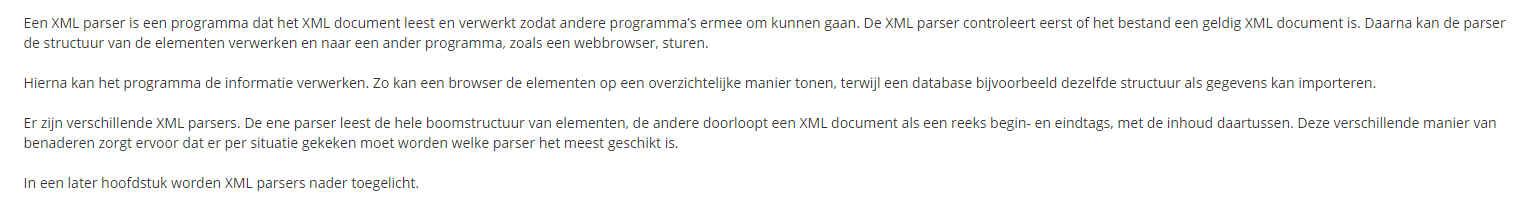 Een XML parser is een programma dat het XML document leest en verwerkt zodat andere programma's ermee om kunnen gaan. De XML parser controleert eerst of het bestand een geldig XML document is. Daarna kan de parser
de structuur van de elementen verwerken en naar een ander programma, zoals een webbrowser, sturen.
Hierna kan het programma de informatie verwerken. Zo kan een browser de elementen op een overzichtelijke manier tonen, terwijl een database bijvoorbeeld dezelfde structuur als gegevens kan importeren.
Er zijn verschillende XML parsers. De ene parser leest de hele boomstructuur van elementen, de andere doorloopt een XML document als een reeks begin- en eindtags, met de inhoud daartussen. Deze verschillende manier van
benaderen zorgt ervoor dat er per situatie gekeken moet worden welke parser het meest geschikt is.
In een later hoofdstuk worden XML parsers nader toegelicht.